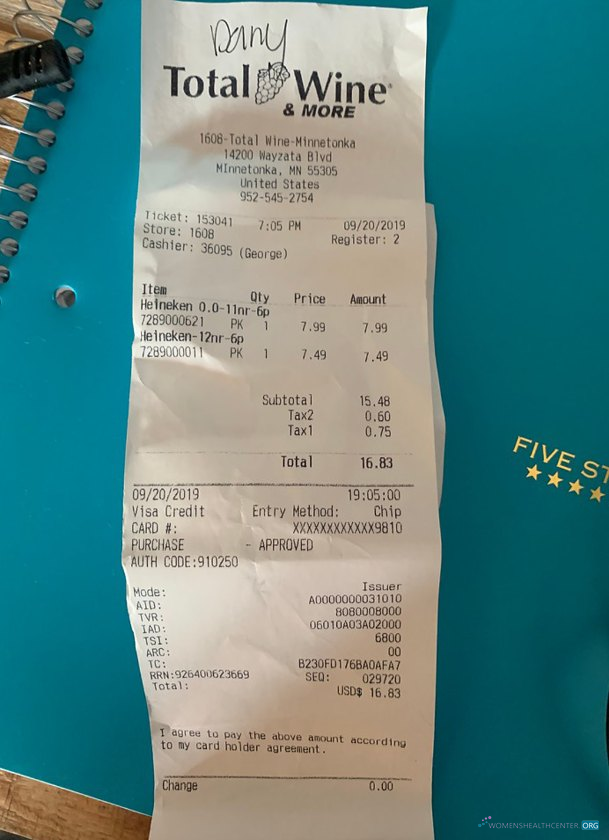 Dany
Total Wine
& MORE
1608-Total Wine-Minnetonka
14200 Wayzata Blvd
MInnetonka, MN 55305
United States
952-545-2754
Ticket: 153041 7:05 PM 09/20/2019
Store: 1608 Register: 2
Cashier: 36095 (George)
Item Qty Price Amount
Heineken 0.0-11nr-6p
7289000621 PK 1 7.99 7.99
Heineken-12nr-6p
7289000011 PK 1 7.49 7.49
Subtotal 15.48
Tax2 0.60
Tax1 0.75
Total 16.83
09/20/2019 19:05:00
Visa Credit Entry Method: Chip
CARD #: XXXXXXXXXXXX9810
PURCHASE - APPROVED
AUTH CODE:910250
Mode: Issuer
AID: A0000000031010
TVR: 8080008000
IAD: 06010A03A02000
TSI: 6800
ARC: 00
TC: B230FD176BA0AFA7
RRN:926400623669 SEQ: 029720
Total: USD$ 16.83
I agree to pay the above amount according
to my card holder agreement.
Change 0.00
FIVE ST
WOMENSHEALTHCENTER.ORG